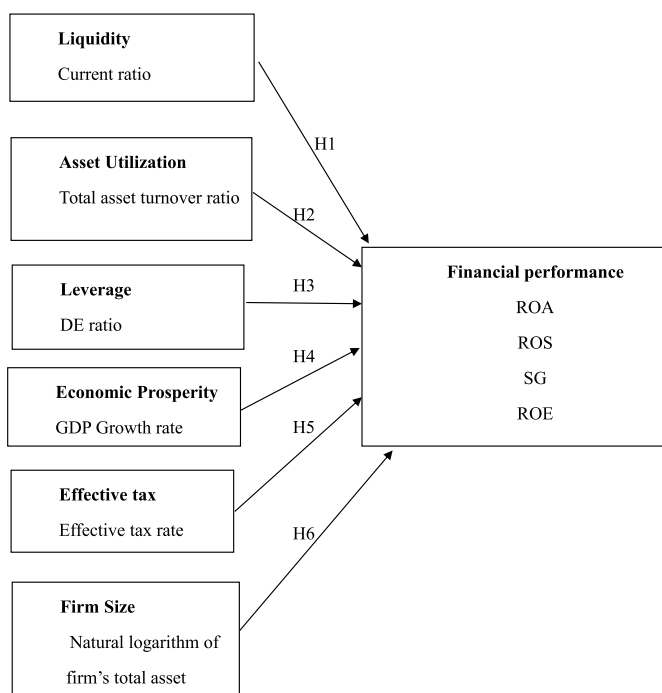 Liquidity
Current ratio
H1
Asset Utilization
Total asset turnover ratio
H2
Leverage
DE ratio
H3
Economic Prosperity
GDP Growth rate
H4
Effective tax
Effective tax rate
H5
Firm Size
Natural logarithm of
firm's total asset
H6
Financial performance
ROA
ROS
SG
ROE